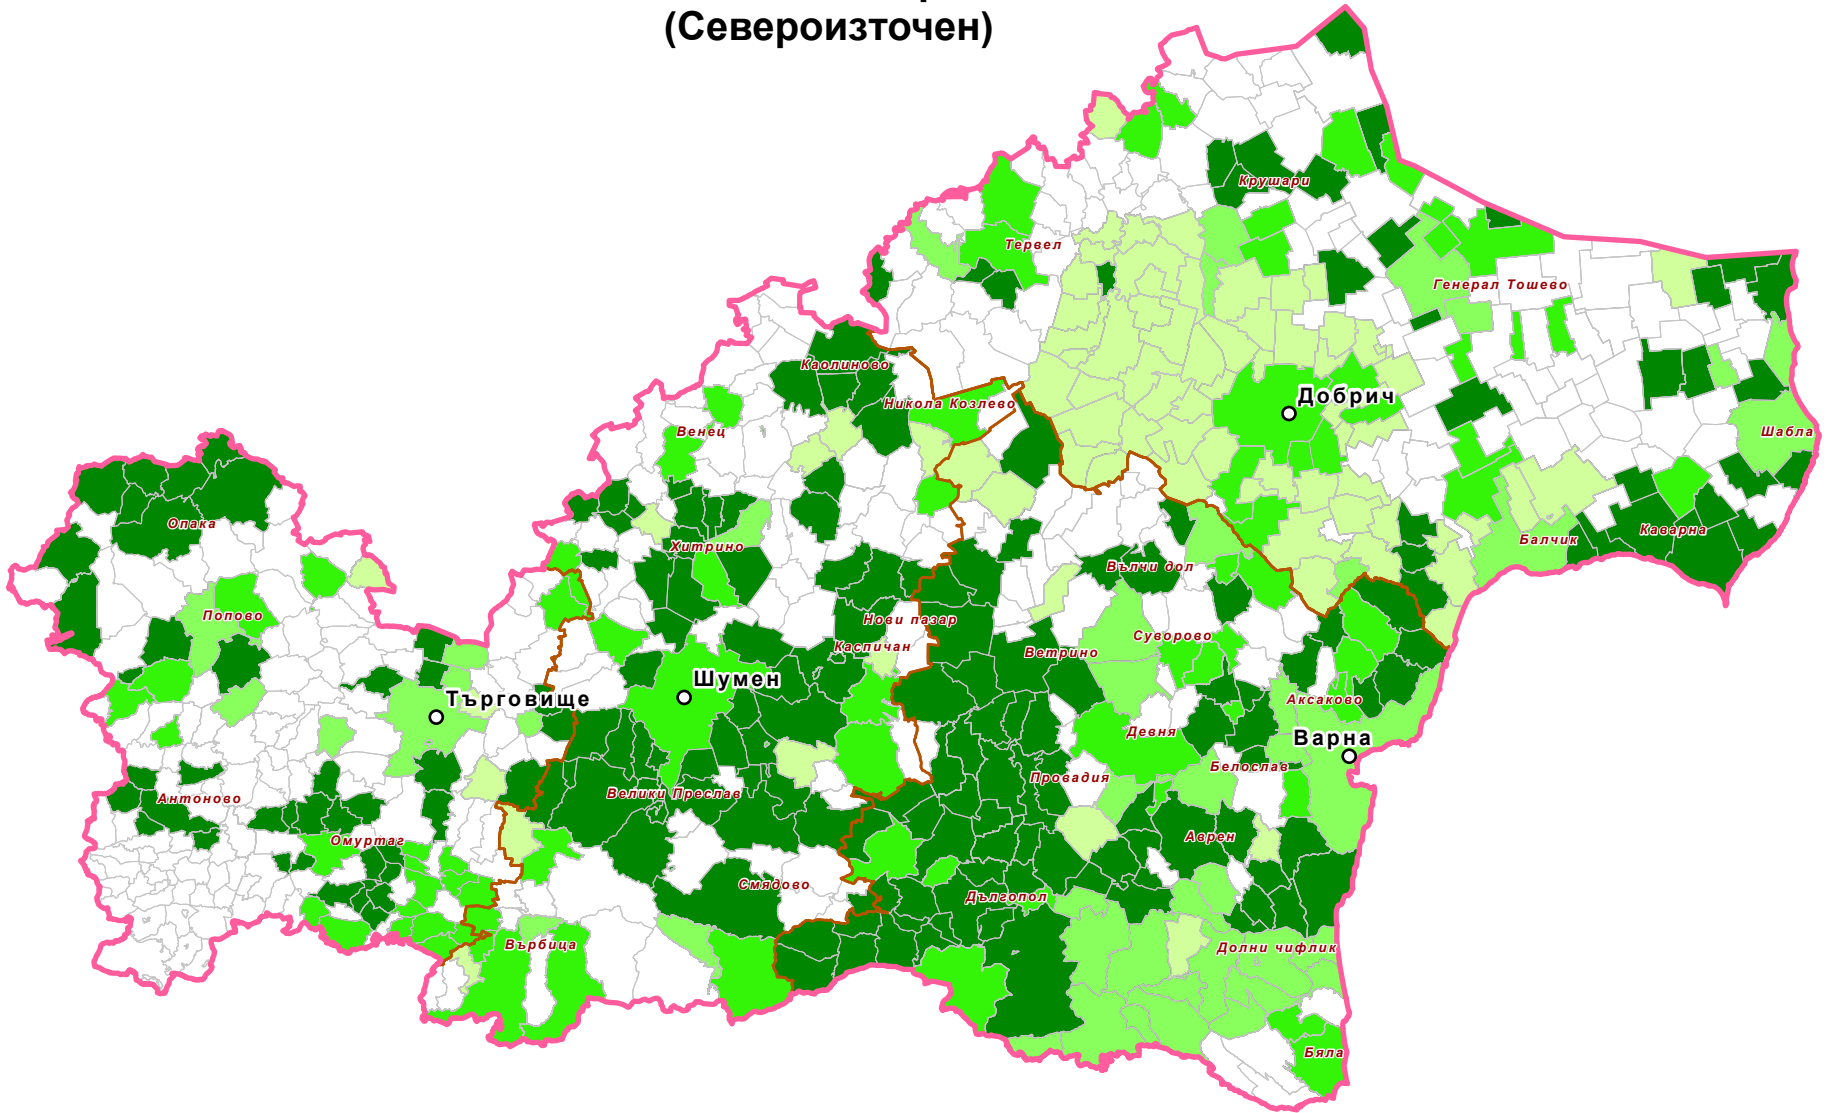 (Североизточен)
Крушари
Тервел
Генерал Тошево
Каолиново
Никола Козлево
Добрич
Венец
Шабла
Опака
Каварна
Балчик
Хитрино
Вълчи дол
Попово
Нови пазар
Суворово
Каспичан
Ветрино
Шумен
Търговище
Аксаково
Девня
Варна
Белослав
Провадия
Велики Преслав
Антоново
Омуртаг
Аврен
Смядово
Дългопол
Върбица
Долни чифлик
Бяла